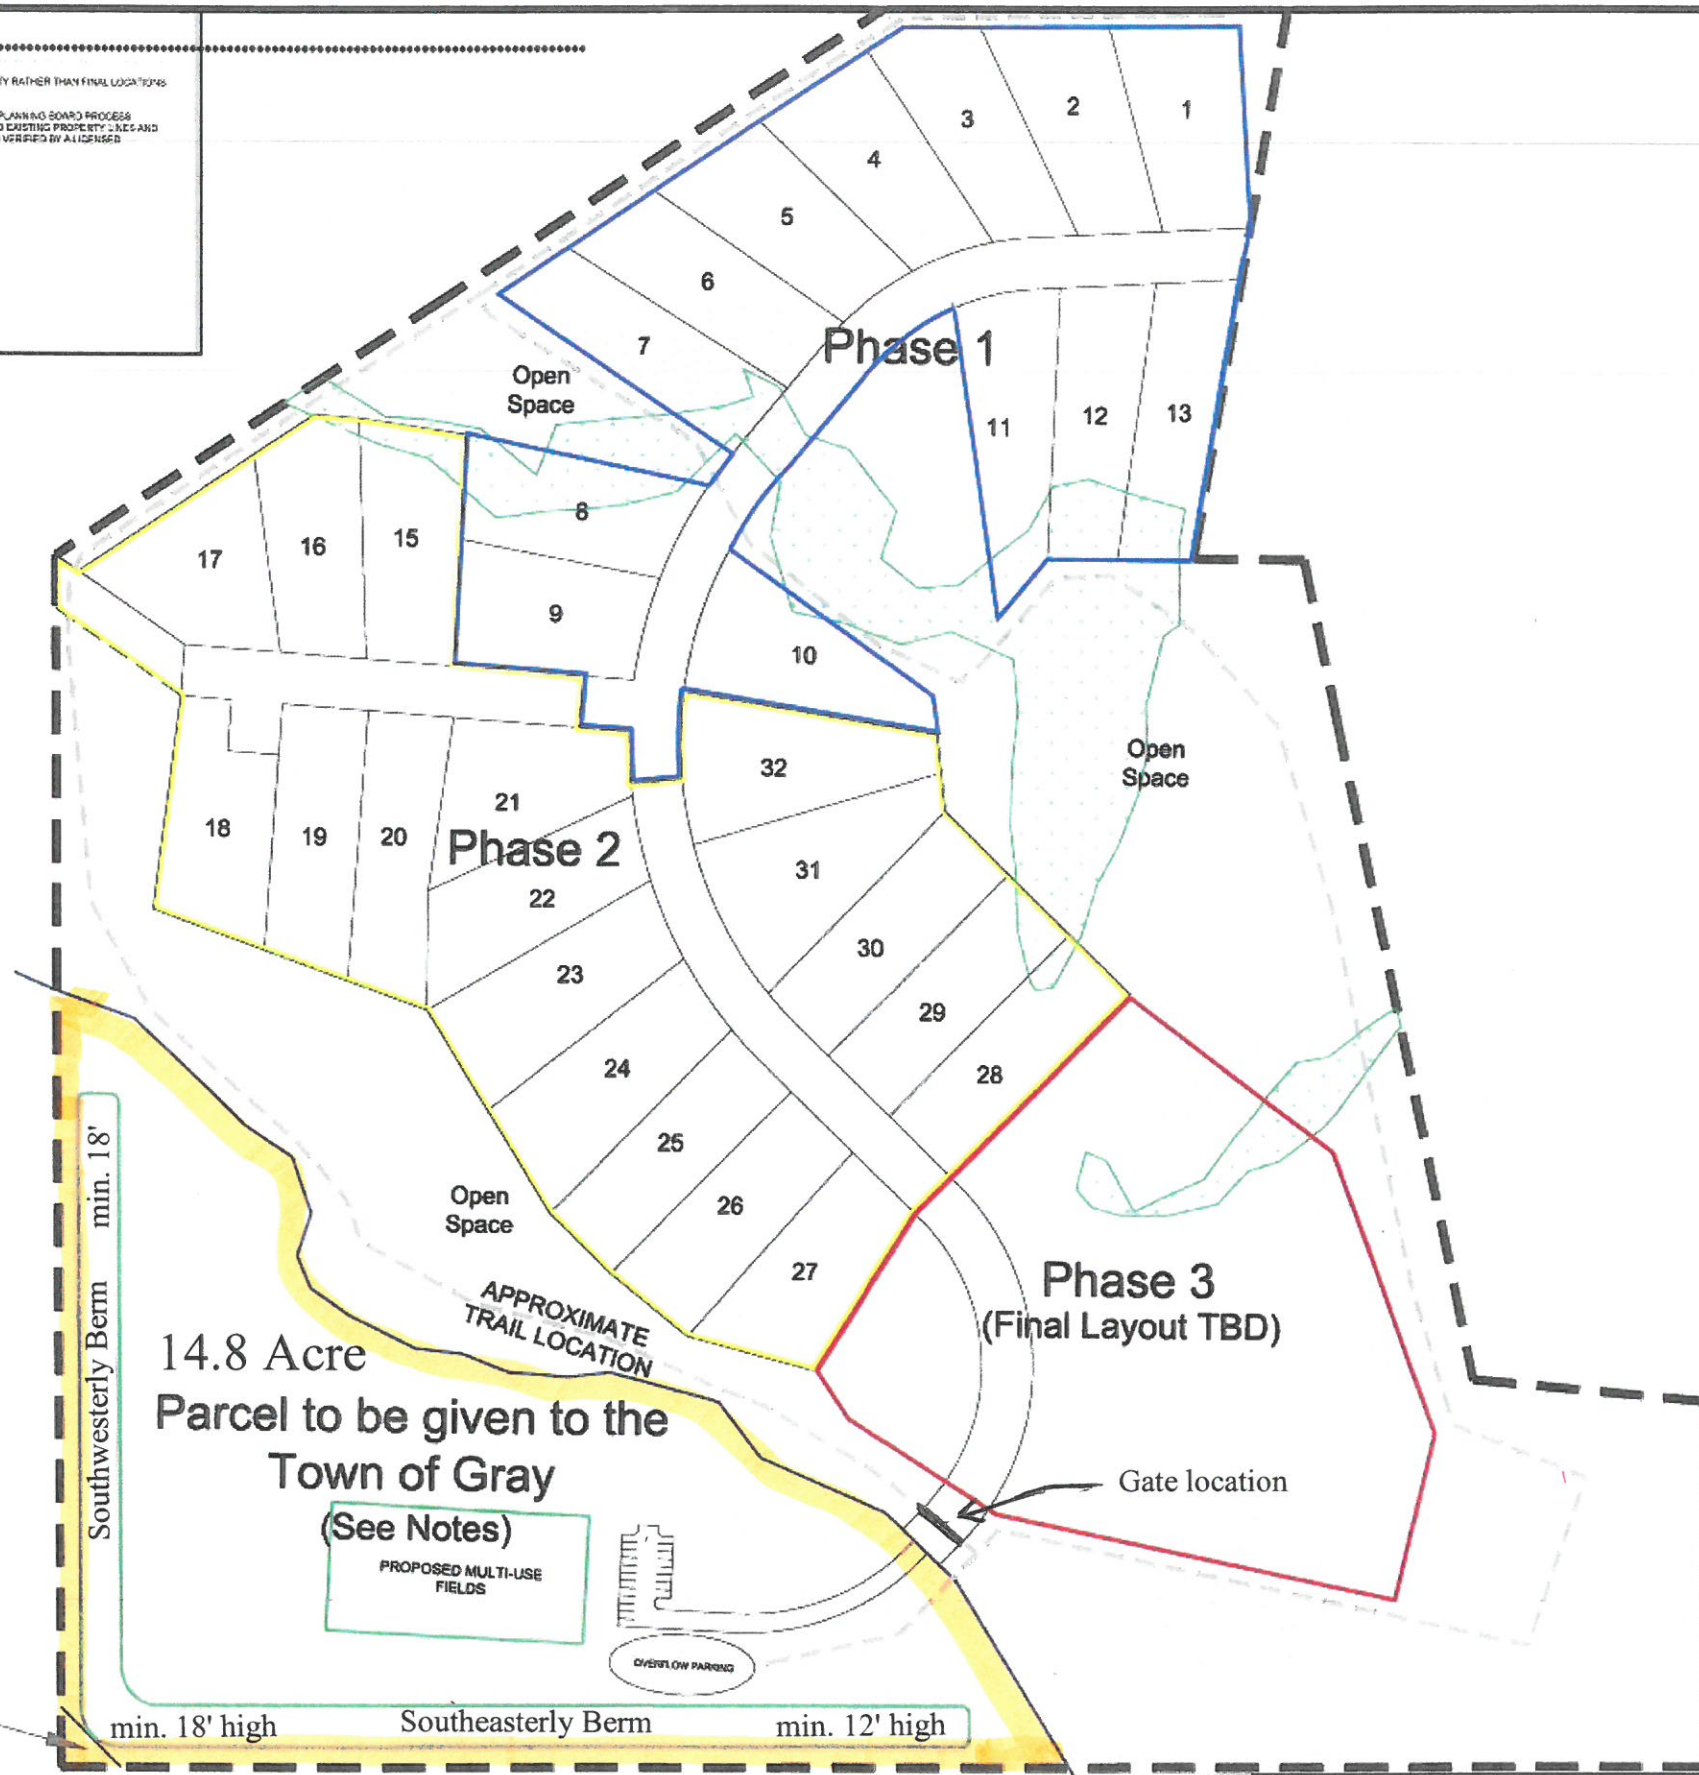 Y RATHER THAN FINAL LOCATIONS
PLANNING BOARD PROCESS
EXISTING PROPERTY LINES AND
VERIFIED BY A LICENSED
1
2
3
4
5
6
7
Phase 1
Open
Space
11
12
13
8
9
10
15
16
17
Open
Space
32
31
30
29
28
18
19
20
21
Phase 2
22
23
24
25
26
27
Open
Space
APPROXIMATE
TRAIL LOCATION
Phase 3
(Final Layout TBD)
Gate location
Southwesterly Berm min. 18'
14.8 Acre
Parcel to be given to the
Town of Gray
(See Notes)
PROPOSED MULTI-USE
FIELDS
OVERFLOW PARKING
min. 18' high Southeasterly Berm min. 12' high